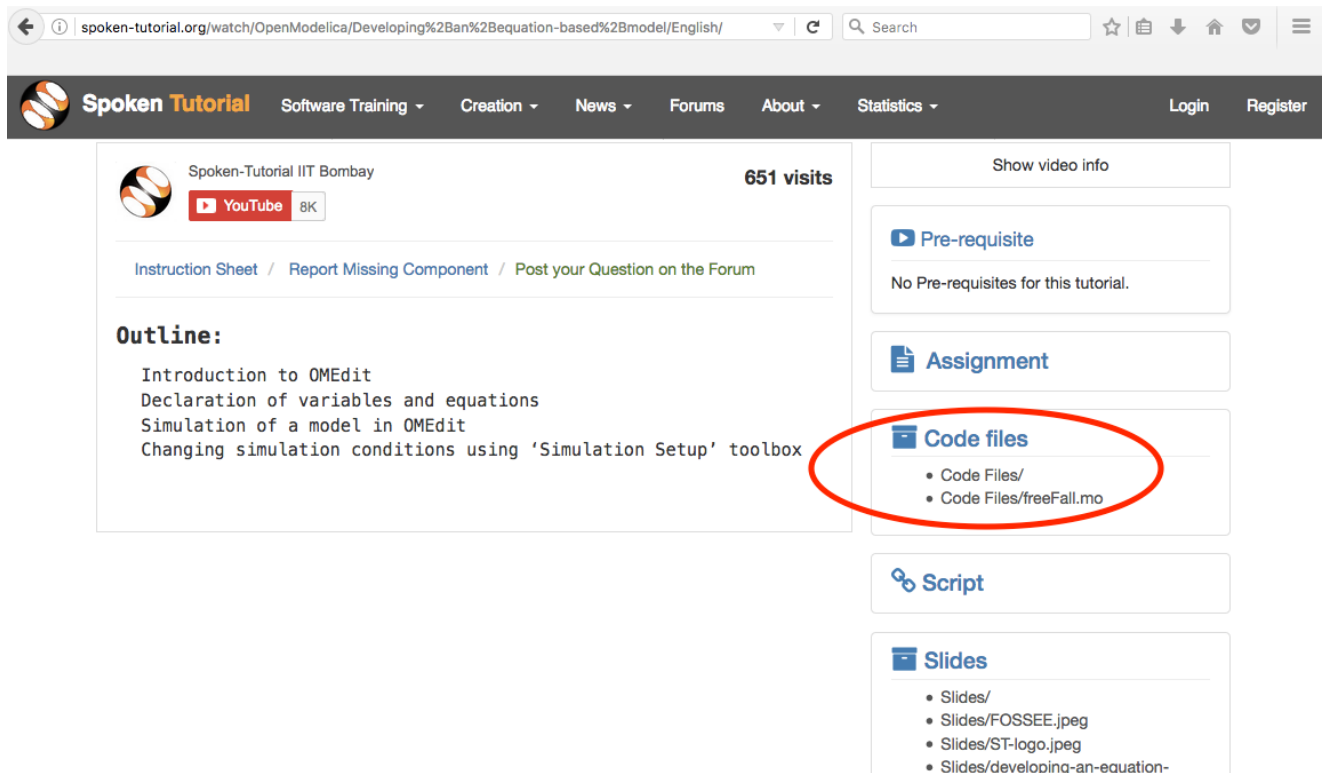 spoken-tutorial.org/watch/OpenModelica/Developing%2Ban%2Bequation-based%2Bmodel/English/
Search
Spoken Tutorial
Software Training
Creation
News
Forums
About
Statistics
Login
Register
Spoken-Tutorial IIT Bombay
YouTube 8K
651 visits
Instruction Sheet / Report Missing Component / Post your Question on the Forum
Outline:
Introduction to OMEdit
Declaration of variables and equations
Simulation of a model in OMEdit
Changing simulation conditions using ‘Simulation Setup’ toolbox
Show video info
Pre-requisite
No Pre-requisites for this tutorial.
Assignment
Code files
• Code Files/
• Code Files/freeFall.mo
Script
Slides
• Slides/
• Slides/FOSSEE.jpeg
• Slides/ST-logo.jpeg
• Slides/developing-an-equation-